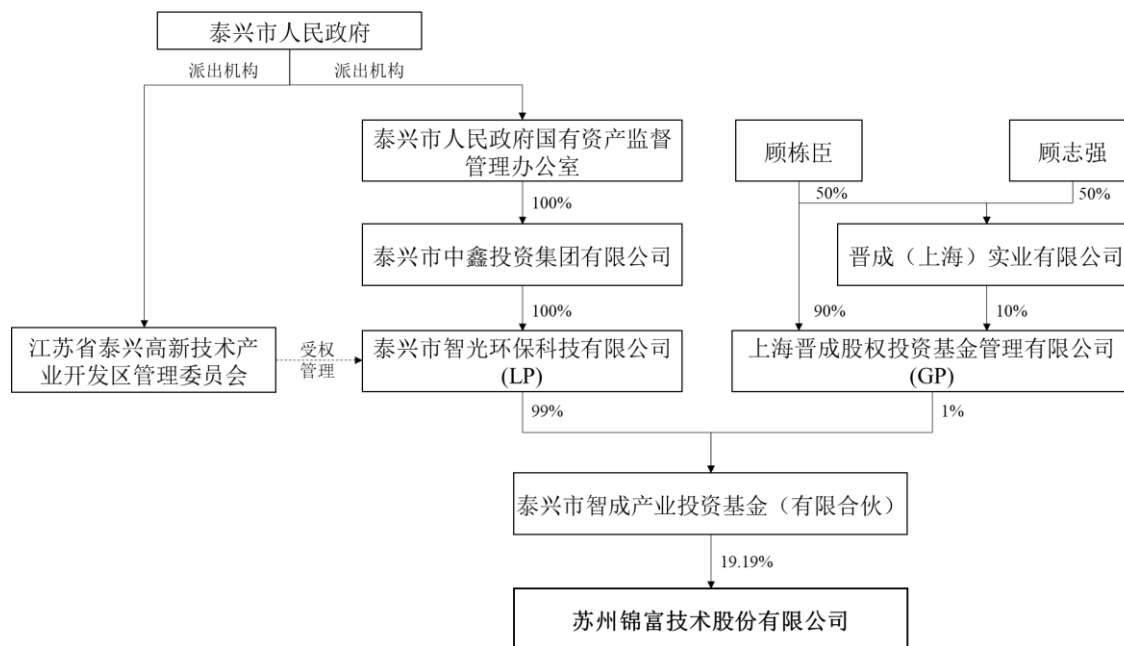 泰兴市人民政府
派出机构
派出机构
泰兴市人民政府国有资产监督
管理办公室
顾栋臣
顾志强
100%
50%
50%
泰兴市中鑫投资集团有限公司
晋成（上海）实业有限公司
100%
90%
10%
江苏省泰兴高新技术产
业开发区管理委员会
受权
管理
泰兴市智光环保科技有限公司
(LP)
上海晋成股权投资基金管理有限公司
(GP)
99%
1%
泰兴市智成产业投资基金（有限合伙）
19.19%
苏州锦富技术股份有限公司